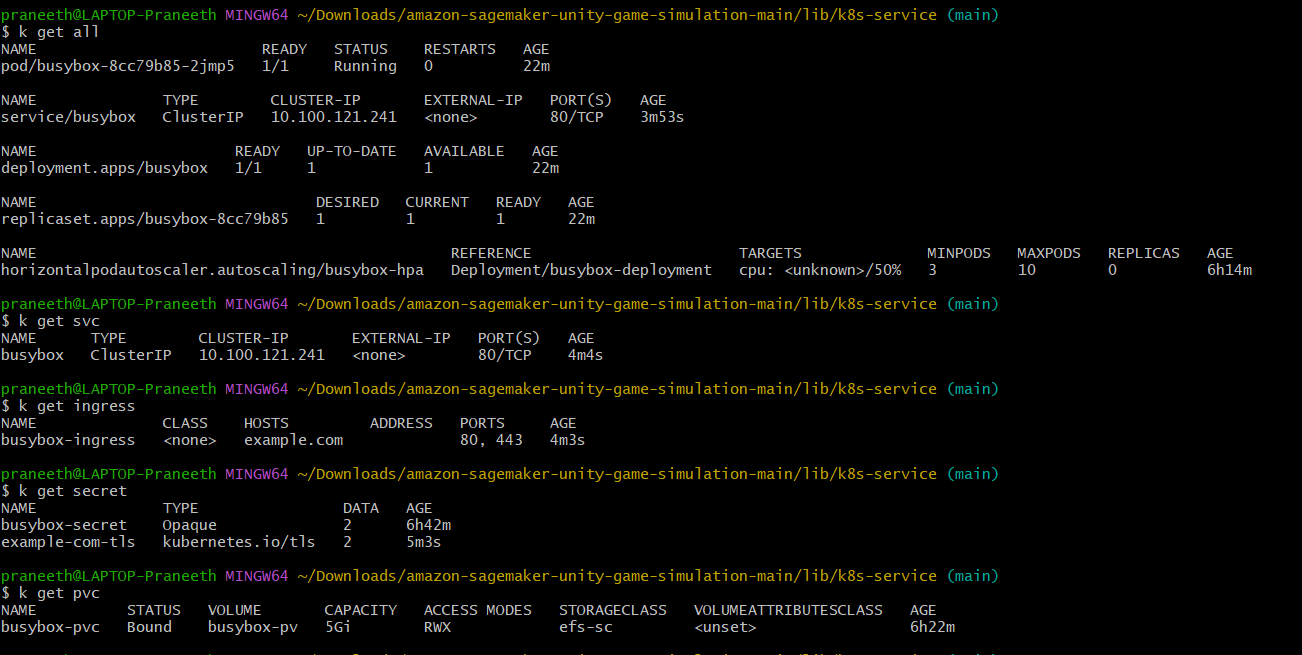 praneeth@LAPTOP-Praneeth MINGW64 ~/Downloads/amazon-sagemaker-unity-game-simulation-main/lib/k8s-service (main)
$ k get all
NAME READY STATUS RESTARTS AGE
pod/busybox-8cc79b85-2jmp5 1/1 Running 0 22m
NAME TYPE CLUSTER-IP EXTERNAL-IP PORT(S) AGE
service/busybox ClusterIP 10.100.121.241 <none> 80/TCP 3m53s
NAME READY UP-TO-DATE AVAILABLE AGE
deployment.apps/busybox 1/1 1 1 22m
NAME DESIRED CURRENT READY AGE
replicaset.apps/busybox-8cc79b85 1 1 1 22m
NAME REFERENCE TARGETS MINPODS MAXPODS REPLICAS AGE
horizontalpodautoscaler.autoscaling/busybox-hpa Deployment/busybox-deployment cpu: <unknown>/50% 3 10 0 6h14m
praneeth@LAPTOP-Praneeth MINGW64 ~/Downloads/amazon-sagemaker-unity-game-simulation-main/lib/k8s-service (main)
$ k get svc
NAME TYPE CLUSTER-IP EXTERNAL-IP PORT(S) AGE
busybox ClusterIP 10.100.121.241 <none> 80/TCP 4m4s
praneeth@LAPTOP-Praneeth MINGW64 ~/Downloads/amazon-sagemaker-unity-game-simulation-main/lib/k8s-service (main)
$ k get ingress
NAME CLASS HOSTS ADDRESS PORTS AGE
busybox-ingress <none> example.com 80, 443 4m3s
praneeth@LAPTOP-Praneeth MINGW64 ~/Downloads/amazon-sagemaker-unity-game-simulation-main/lib/k8s-service (main)
$ k get secret
NAME TYPE DATA AGE
busybox-secret Opaque 2 6h42m
example-com-tls kubernetes.io/tls 2 5m3s
praneeth@LAPTOP-Praneeth MINGW64 ~/Downloads/amazon-sagemaker-unity-game-simulation-main/lib/k8s-service (main)
$ k get pvc
NAME STATUS VOLUME CAPACITY ACCESS MODES STORAGECLASS VOLUMEATTRIBUTESCLASS AGE
busybox-pvc Bound busybox-pv 5Gi RWX efs-sc <unset> 6h22m